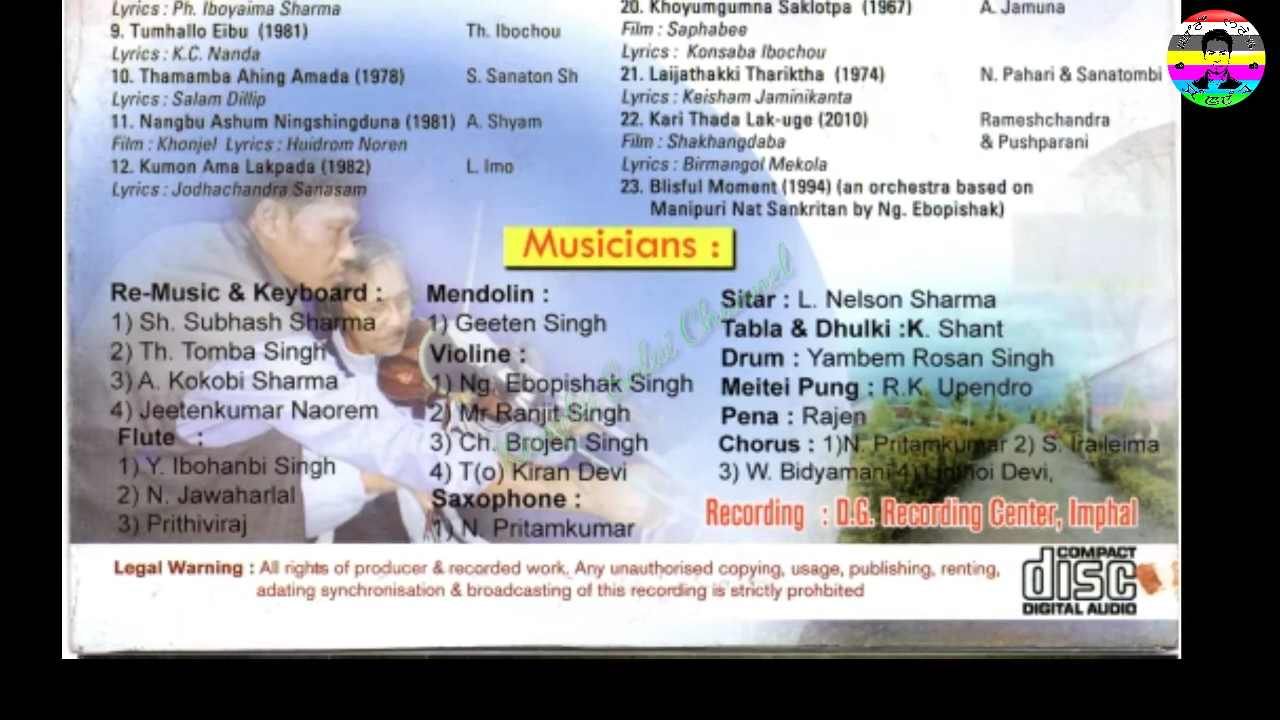 Lyrics : Ph. Iboyaima Sharma
9. Tumhallo Eibu (1981) Th. Ibochou
Lyrics : K.C. Nanda
10. Thamamba Ahing Amada (1978) S. Sanaton Sh
Lyrics : Salam Dillip
11. Nangbu Ashum Ningshingduna (1981) A. Shyam
Film : Khonjel Lyrics : Huidrom Noren
12. Kumon Ama Lakpada (1982) L. Imo
Lyrics : Jodhachandra Sanasam
20. Khoyumgumna Saklotpa (1967) A. Jamuna
Film : Saphabee
Lyrics : Konsaba Ibochou
21. Laijathakki Thariktha (1974) N. Pahari & Sanatombi
Lyrics : Keisham Jaminikanta
22. Kari Thada Lak-uge (2010) Rameshchandra
Film : Shakhangdaba & Pushparani
Lyrics : Birmangol Mekola
23. Blisful Moment (1994) (an orchestra based on
Manipuri Nat Sankritan by Ng. Ebopishak)
Musicians :
Re-Music & Keyboard :
1) Sh. Subhash Sharma
2) Th. Tomba Singh
3) A. Kokobi Sharma
4) Jeetenkumar Naorem
Flute :
1) Y. Ibohanbi Singh
2) N. Jawaharlal
3) Prithiviraj
Mendolin :
1) Geeten Singh
Violine :
1) Ng. Ebopishak Singh
2) Mr Ranjit Singh
3) Ch. Brojen Singh
4) T(o) Kiran Devi
Saxophone :
1) N. Pritamkumar
Sitar : L. Nelson Sharma
Tabla & Dhulki :K. Shant
Drum : Yambem Rosan Singh
Meitei Pung : R.K. Upendro
Pena : Rajen
Chorus : 1)N. Pritamkumar 2) S. Iraileima
3) W. Bidyamani 4) Devi,
Recording : D.G. Recording Center, Imphal
Legal Warning : All rights of producer & recorded work, Any unauthorised copying, usage, publishing, renting,
adating synchronisation & broadcasting of this recording is strictly prohbited
COMPACT
disc
DIGITAL AUDIO
Channel